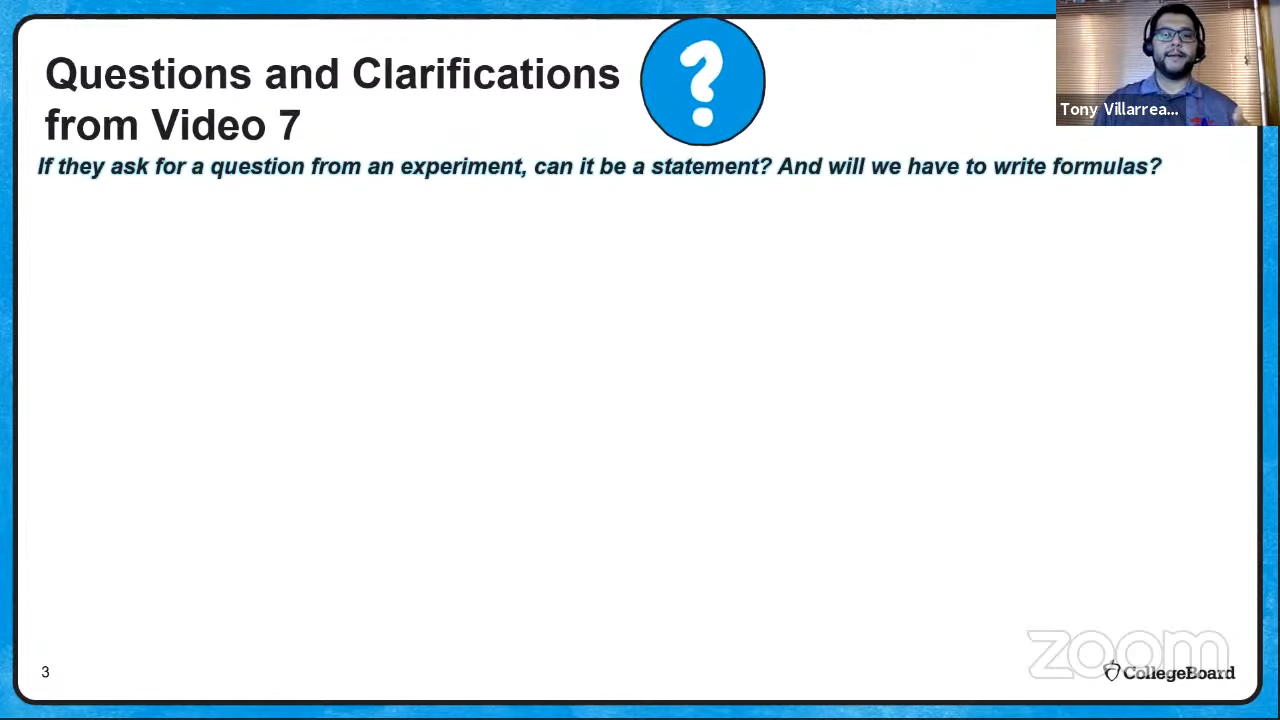 Questions and Clarifications
from Video 7
If they ask for a question from an experiment, can it be a statement? And will we have to write formulas?
Tony Villarrea...
3
zoom
CollegeBoard